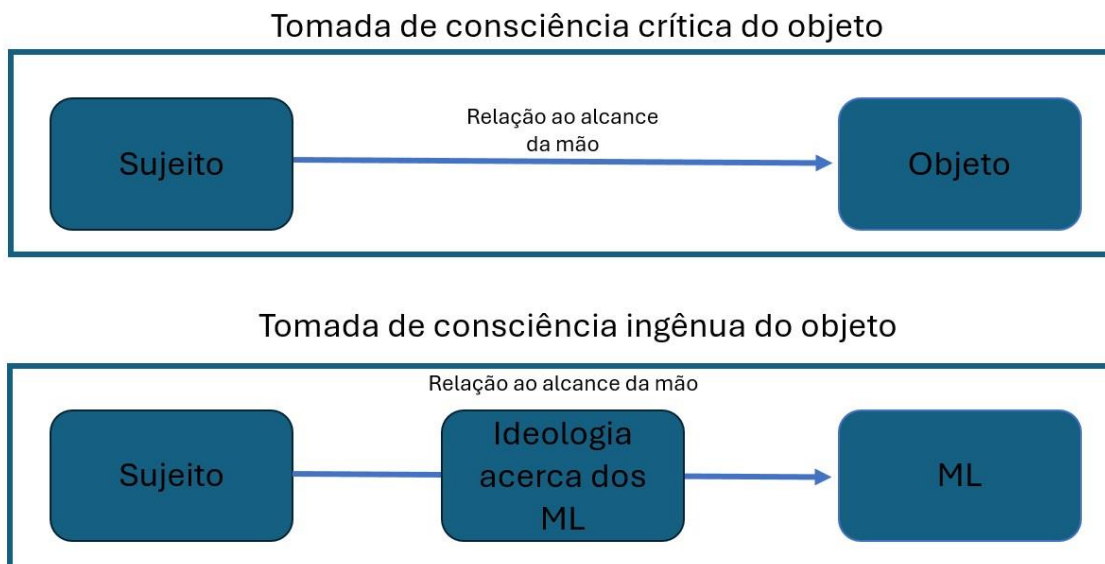 Tomada de consciência crítica do objeto
Relação ao alcance
da mão
Sujeito
Objeto
Tomada de consciência ingênua do objeto
Relação ao alcance da mão
Sujeito
Ideologia
acerca dos
ML
ML